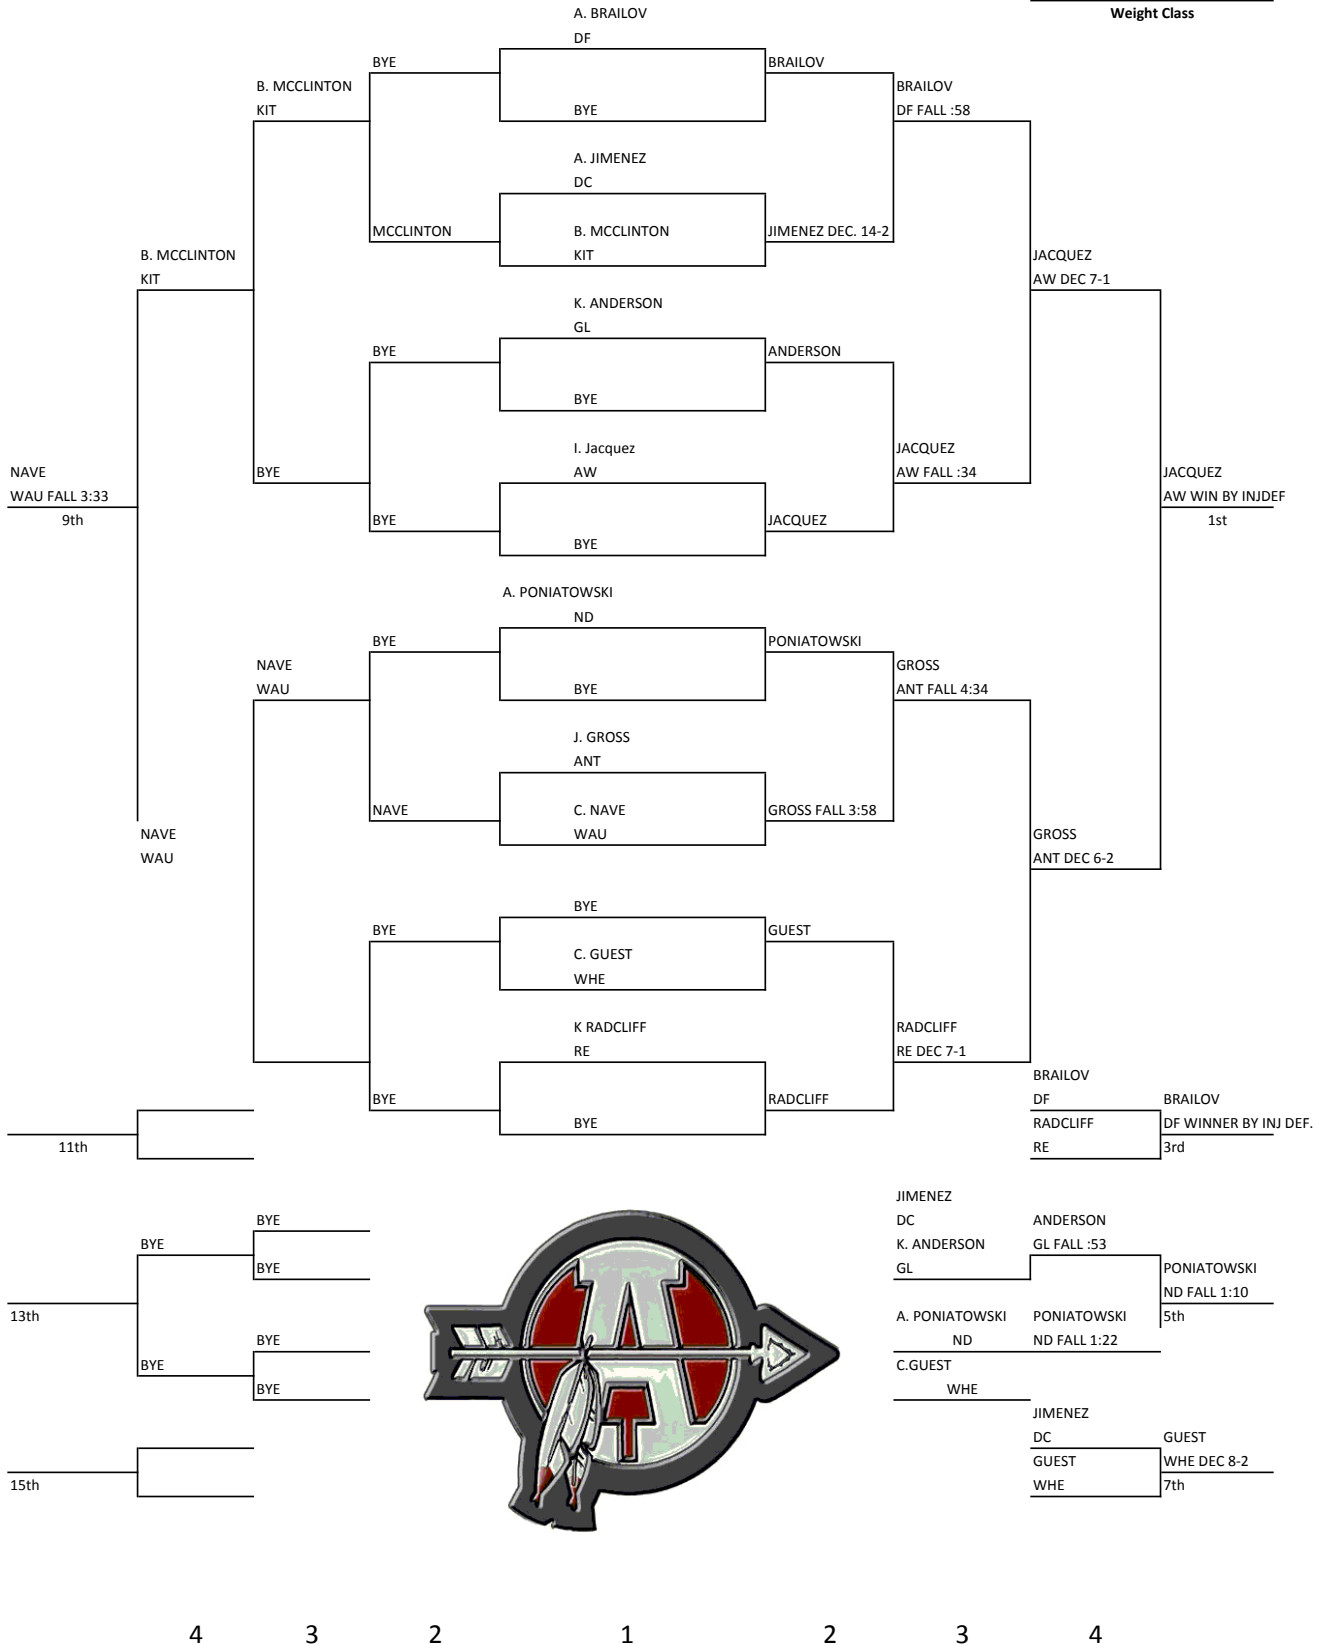 Weight Class
A. BRAILOV
DF
BYE
BRAILOV
B. MCCLINTON
BRAILOV
KIT
BYE
DF FALL :58
A. JIMENEZ
DC
MCCLINTON
B. MCCLINTON
JIMENEZ DEC. 14-2
B. MCCLINTON
KIT
JACQUEZ
KIT
AW DEC 7-1
K. ANDERSON
GL
BYE
ANDERSON
BYE
I. Jacquez
JACQUEZ
NAVE
BYE
AW
AW FALL :34
JACQUEZ
WAU FALL 3:33
AW WIN BY INJDEF
9th
BYE
JACQUEZ
1st
BYE
A. PONIATOWSKI
ND
BYE
PONIATOWSKI
NAVE
GROSS
WAU
BYE
ANT FALL 4:34
J. GROSS
ANT
NAVE
C. NAVE
GROSS FALL 3:58
NAVE
WAU
GROSS
WAU
ANT DEC 6-2
BYE
BYE
GUEST
C. GUEST
WHE
K RADCLIFF
RADCLIFF
RE
RE DEC 7-1
BRAILOV
BYE
RADCLIFF
DF
BRAILOV
BYE
RADCLIFF
DF WINNER BY INJ DEF.
11th
RE
3rd
JIMENEZ
BYE
DC
ANDERSON
BYE
BYE
K. ANDERSON
GL FALL :53
GL
PONIATOWSKI
ND FALL 1:10
13th
A. PONIATOWSKI
PONIATOWSKI
5th
BYE
ND
ND FALL 1:22
BYE
BYE
C.GUEST
WHE
JIMENEZ
DC
GUEST
GUEST
WHE DEC 8-2
15th
WHE
7th
A
4 3 2 1 2 3 4